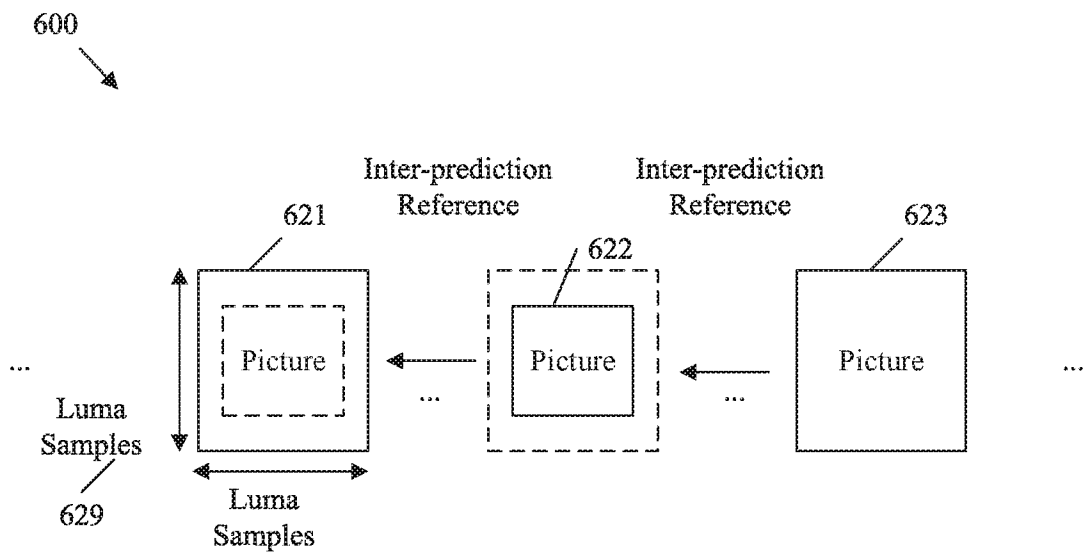 600
Inter-prediction
Reference
Inter-prediction
Reference
621
622
623
Picture
Picture
Picture
...
...
...
...
Luma
Samples
629
Luma
Samples